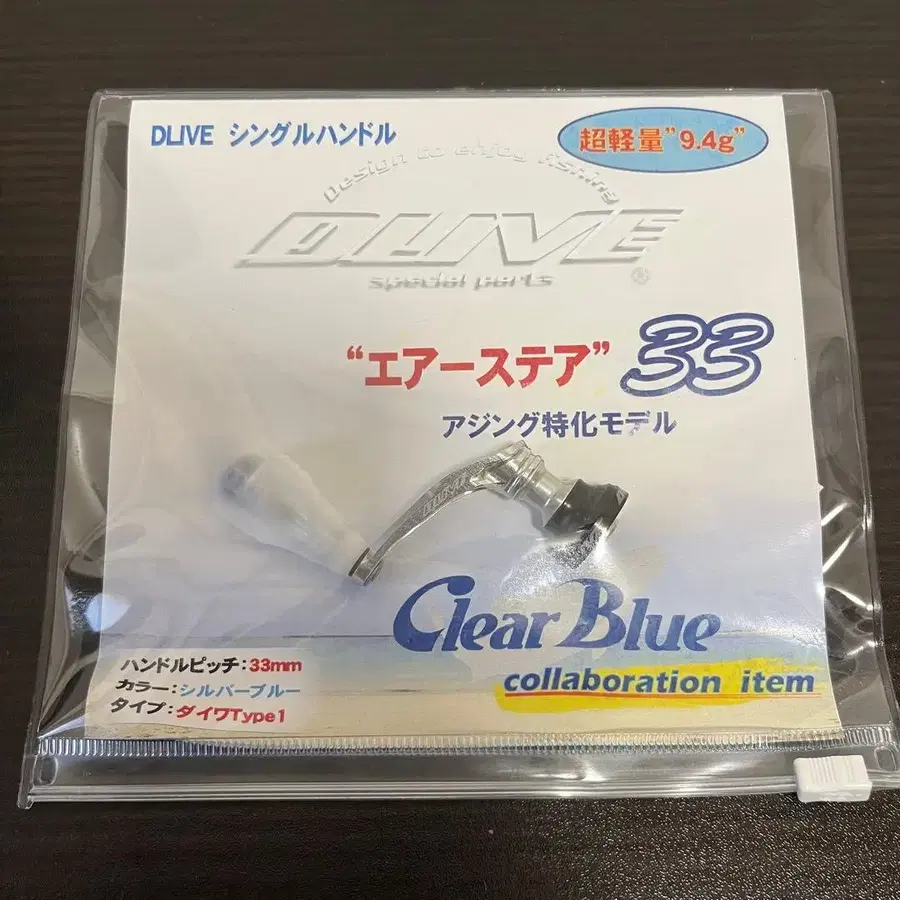 DLIVE シングルハンドル
超軽量"9.4g"
Design to enjoy fishing
DLIVE
special parts ®
“エアーステア” 33
アジング特化モデル
DLIVE
Clear Blue
collaboration item
ハンドルピッチ:33mm
カラー:シルバーブルー
タイプ:ダイワType1